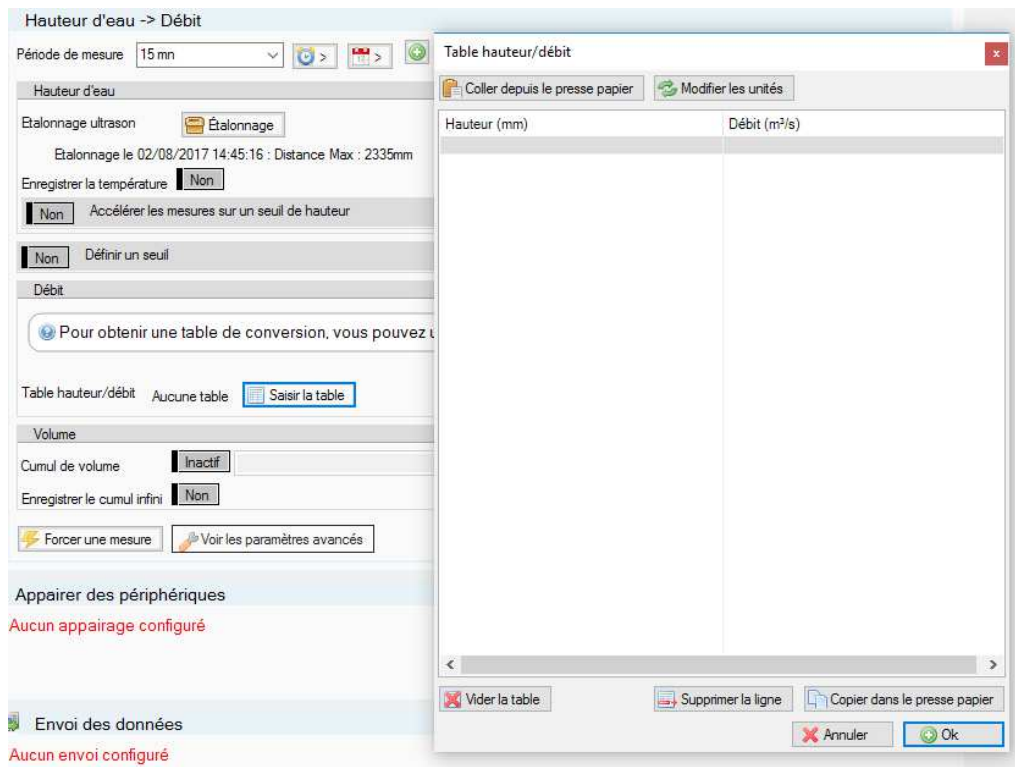 Hauteur d'eau -> Débit
Période de mesure 15 mn > >
Hauteur d'eau
Etalonnage ultrason Étalonnage
Etalonnage le 02/08/2017 14:45:16 : Distance Max : 2335mm
Enregistrer la température Non
Non Accélérer les mesures sur un seuil de hauteur
Non Définir un seuil
Débit
Pour obtenir une table de conversion, vous pouvez
Table hauteur/débit Aucune table Saisir la table
Volume
Cumul de volume Inactif
Enregistrer le cumul infini Non
Forcer une mesure Voir les paramètres avancés
Appairer des périphériques
Aucun appairage configuré
Envoi des données
Aucun envoi configuré
Table hauteur/débit x
Coller depuis le presse papier Modifier les unités
Hauteur (mm) Débit (m³/s)
Vider la table Supprimer la ligne Copier dans le presse papier
Annuler Ok